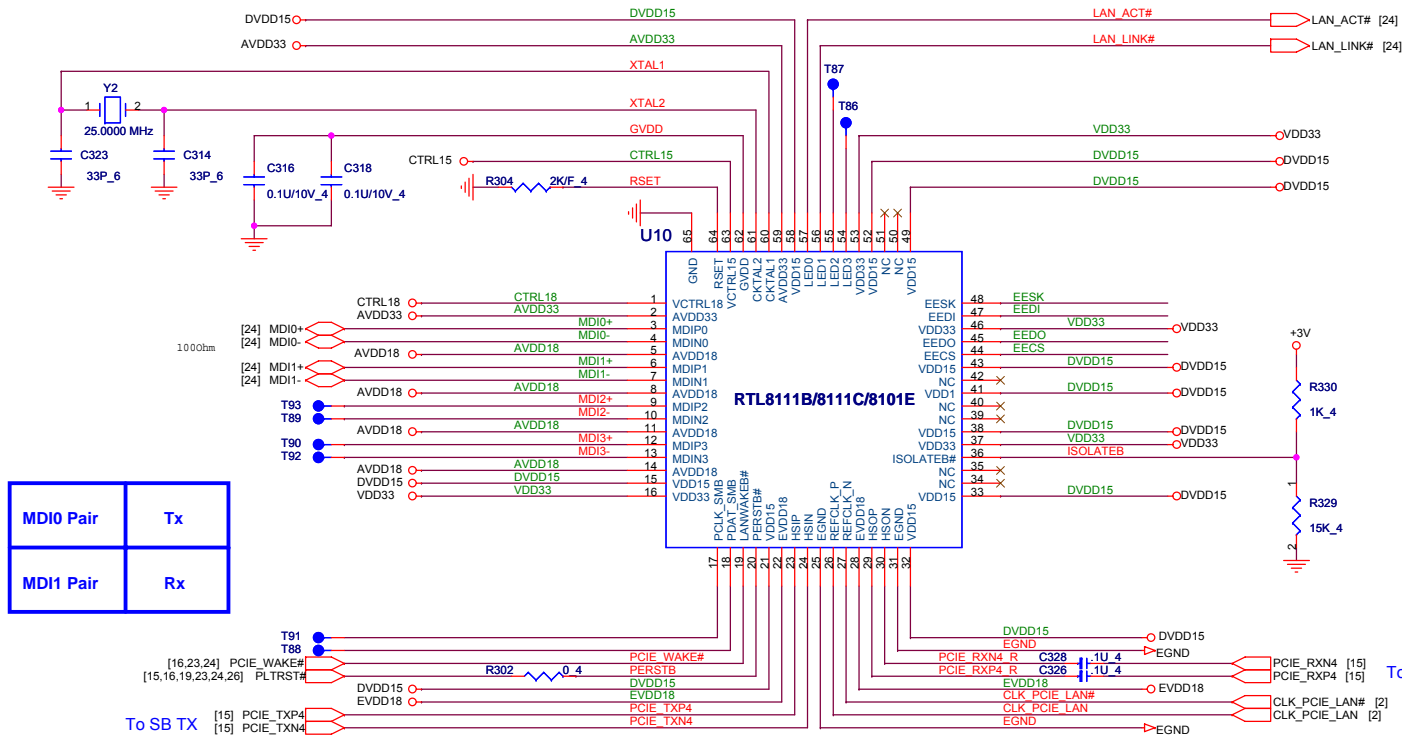 DVDD15 DVDD15 LAN_ACT# LAN_ACT# [24]
AVDD33 AVDD33 LAN_LINK# LAN_LINK# [24]
XTAL1
T87
Y2
1 2 XTAL2 T86
25.0000 MHz
GVDD VDD33 VDD33
C323 C314 CTRL15 CTRL15 DVDD15 DVDD15
33P_6 33P_6
C316 C318
0.1U/10V_4 0.1U/10V_4
R304 2K/F_4 RSET DVDD15 DVDD15
U10
65 64 63 62 61 60 59 58 57 56 55 54 53 52 51 50 49
GND RSET VCTRL15 GVDD CKTAL2 CKTAL1 AVDD33 VDD15 LED0 LED1 LED2 LED3 VDD33 VDD15 NC NC VDD15
CTRL18 CTRL18 1 VCTRL18 EESK 48 EESK
AVDD33 AVDD33 2 AVDD33 EEDI 47 EEDI
[24] MDI0+ MDI0+ 3 MDIP0 VDD33 46 VDD33 VDD33
[24] MDI0- MDI0- 4 MDIN0 EEDO 45 EEDO
100Ohm
AVDD18 AVDD18 5 AVDD18 EECS 44 EECS
[24] MDI1+ MDI1+ 6 MDIP1 VDD15 43 DVDD15 DVDD15
[24] MDI1- MDI1- 7 MDIN1 NC 42
AVDD18 AVDD18 8 AVDD18 VDD1 41 DVDD15 DVDD15
RTL8111B/8111C/8101E
T93 MDI2+ 9 MDIP2 NC 40
T89 MDI2- 10 MDIN2 NC 39
AVDD18 AVDD18 11 AVDD18 VDD15 38 DVDD15 DVDD15
T90 MDI3+ 12 MDIP3 VDD33 37 VDD33 VDD33
T92 MDI3- 13 MDIN3 ISOLATEB# 36 ISOLATEB
AVDD18 AVDD18 14 AVDD18 NC 35
DVDD15 DVDD15 15 VDD15 NC 34
VDD33 VDD33 16 VDD33 VDD15 33 DVDD15 DVDD15
+3V
R330
1K_4
1
R329
15K_4
2
PCLK_SMB PDAT_SMB LANWAKEB# PERSTB# VDD15 EVDD18 HSIP HSIN EGND REFCLK_P REFCLK_N EVDD18 HSOP HSON EGND VDD15
17 18 19 20 21 22 23 24 25 26 27 28 29 30 31 32
MDI0 Pair Tx
MDI1 Pair Rx
T91 DVDD15 DVDD15
T88 EGND EGND
[16,23,24] PCIE_WAKE# PCIE_WAKE# PCIE_RXN4_R C328 .1U_4 PCIE_RXN4 [15]
[15,16,19,23,24,26] PLTRST# R302 0_4 PERSTB PCIE_RXP4_R C326 .1U_4 PCIE_RXP4 [15] To
DVDD15 DVDD15 EVDD18 EVDD18
EVDD18 EVDD18 CLK_PCIE_LAN# CLK_PCIE_LAN# [2]
To SB TX [15] PCIE_TXP4 PCIE_TXP4 CLK_PCIE_LAN CLK_PCIE_LAN [2]
[15] PCIE_TXN4 PCIE_TXN4 EGND EGND